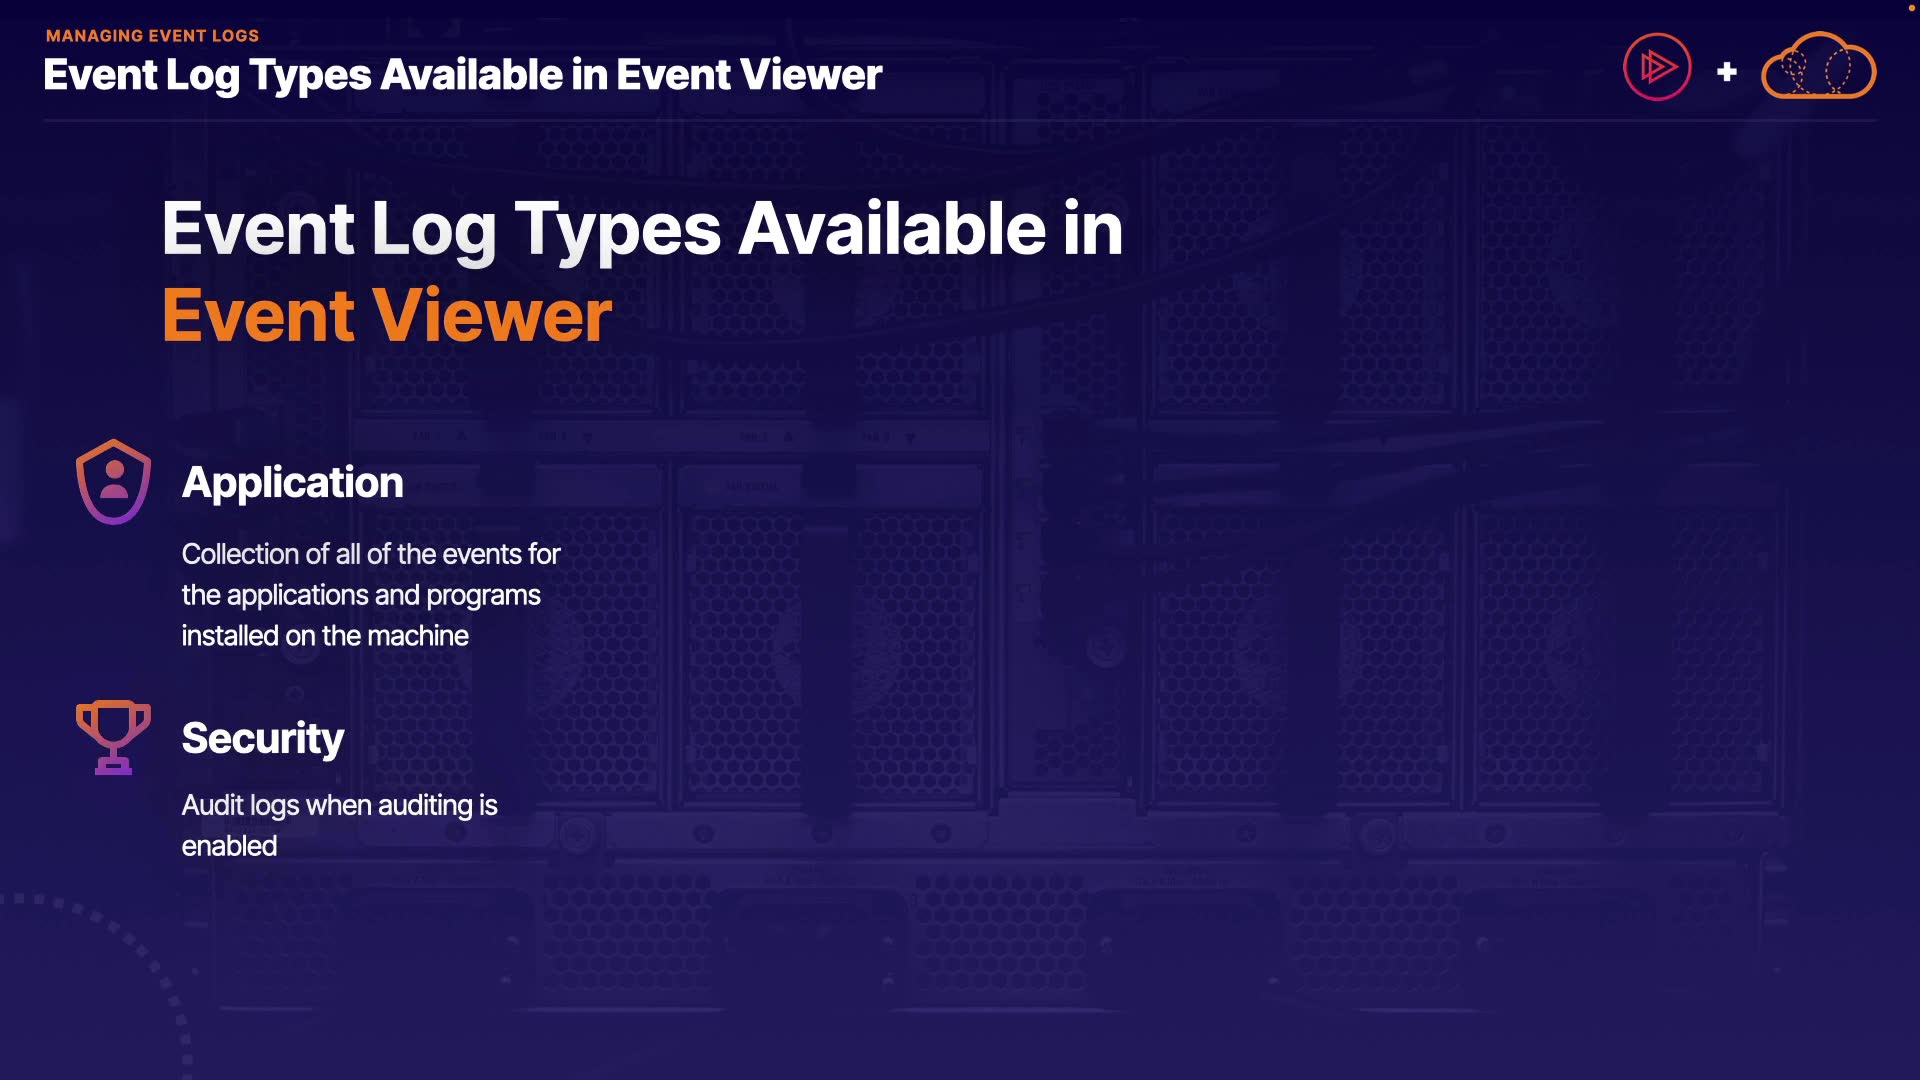 MANAGING EVENT LOGS
Event Log Types Available in Event Viewer
Event Log Types Available in
Event Viewer
Application
Collection of all of the events for
the applications and programs
installed on the machine
Security
Audit logs when auditing is
enabled